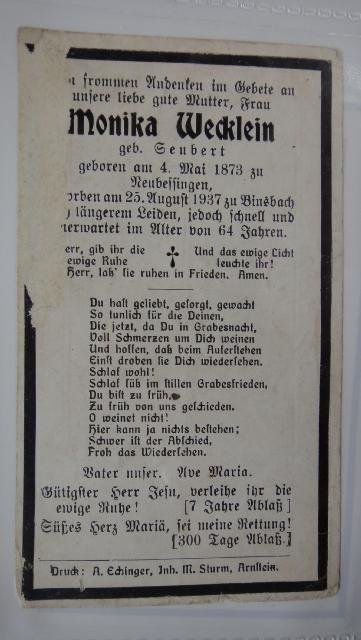 frommen Andenken im Gebete an
unsere liebe gute Mutter, Frau
Monika Wecklein
geb. Seubert
geboren am 4. Mai 1873 zu
Neubessingen,
orben am 25. August 1937 zu Binsbach
längerem Leiden, jedoch schnell und
nerwartet im Alter von 64 Jahren.
err, gib ihr die ewige Ruhe
Und das ewige Licht leuchte ihr!
Herr, laß' sie ruhen in Frieden. Amen.
Du hast geliebt, gesorgt, gewacht
So tunlich für die Deinen,
Die jetzt, da Du in Grabesnacht,
Voll Schmerzen um Dich weinen
Und hoffen, daß beim Auferstehen
Einst droben sie Dich wiedersehen.
Schlaf wohl!
Schlaf süß im stillen Grabesfrieden,
Du bist zu früh,
Zu früh von uns geschieden.
O weinet nicht!
Hier kann ja nichts bestehen;
Schwer ist der Abschied,
Froh das Wiedersehen.
Vater unser. Ave Maria.
Gütigster Herr Jesu, verleihe ihr die
ewige Ruhe! [7 Jahre Ablaß]
Süßes Herz Mariä, sei meine Rettung!
[300 Tage Ablaß.]
Druck: A. Echinger, Inh. M. Sturm, Arnstein.